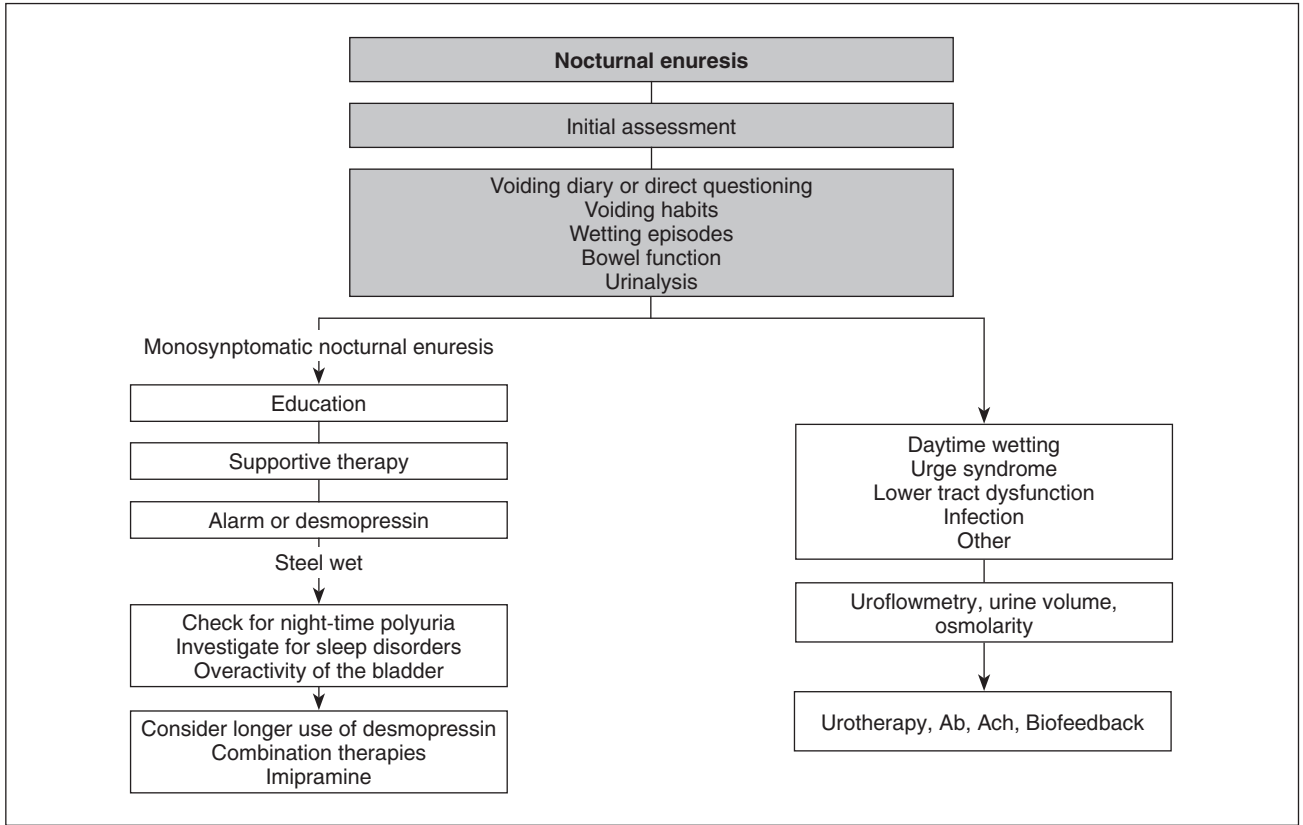 Nocturnal enuresis
Initial assessment
Voiding diary or direct questioning
Voiding habits
Wetting episodes
Bowel function
Urinalysis
Monosynptomatic nocturnal enuresis
Education
Supportive therapy
Alarm or desmopressin
Steel wet
Check for night-time polyuria
Investigate for sleep disorders
Overactivity of the bladder
Consider longer use of desmopressin
Combination therapies
Imipramine
Daytime wetting
Urge syndrome
Lower tract dysfunction
Infection
Other
Uroflowmetry, urine volume,
osmolarity
Urotherapy, Ab, Ach, Biofeedback